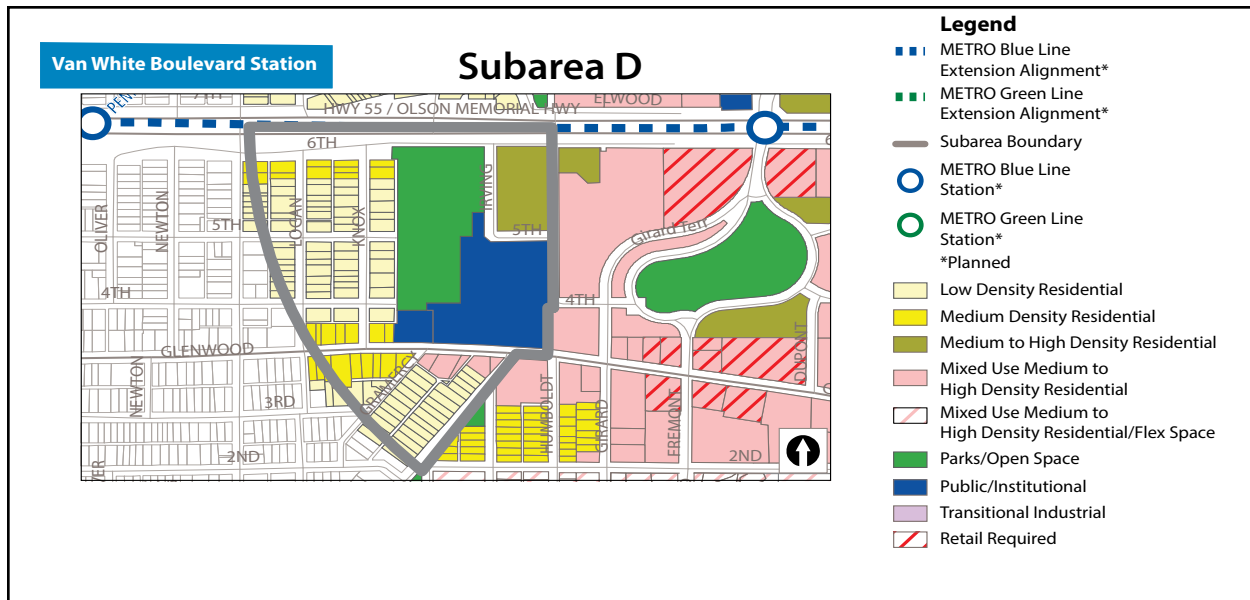 Van White Boulevard Station
Subarea D
Legend
METRO Blue Line
Extension Alignment*
METRO Green Line
Extension Alignment*
Subarea Boundary
METRO Blue Line
Station*
METRO Green Line
Station*
*Planned
Low Density Residential
Medium Density Residential
Medium to High Density Residential
Mixed Use Medium to
High Density Residential
Mixed Use Medium to
High Density Residential/Flex Space
Parks/Open Space
Public/Institutional
Transitional Industrial
Retail Required
ELWOOD
HWY 55 / OLSON MEMORIAL HWY
6TH
OLIVER
NEWTON
5TH
LOGAN
KNOX
IRVING
5TH
Girard Terr
4TH
4TH
GLENWOOD
NEWTON
3RD
GRAMERCY
HUMBOLDT
GIRARD
FREMONT
DUPONT
2ND
2ND